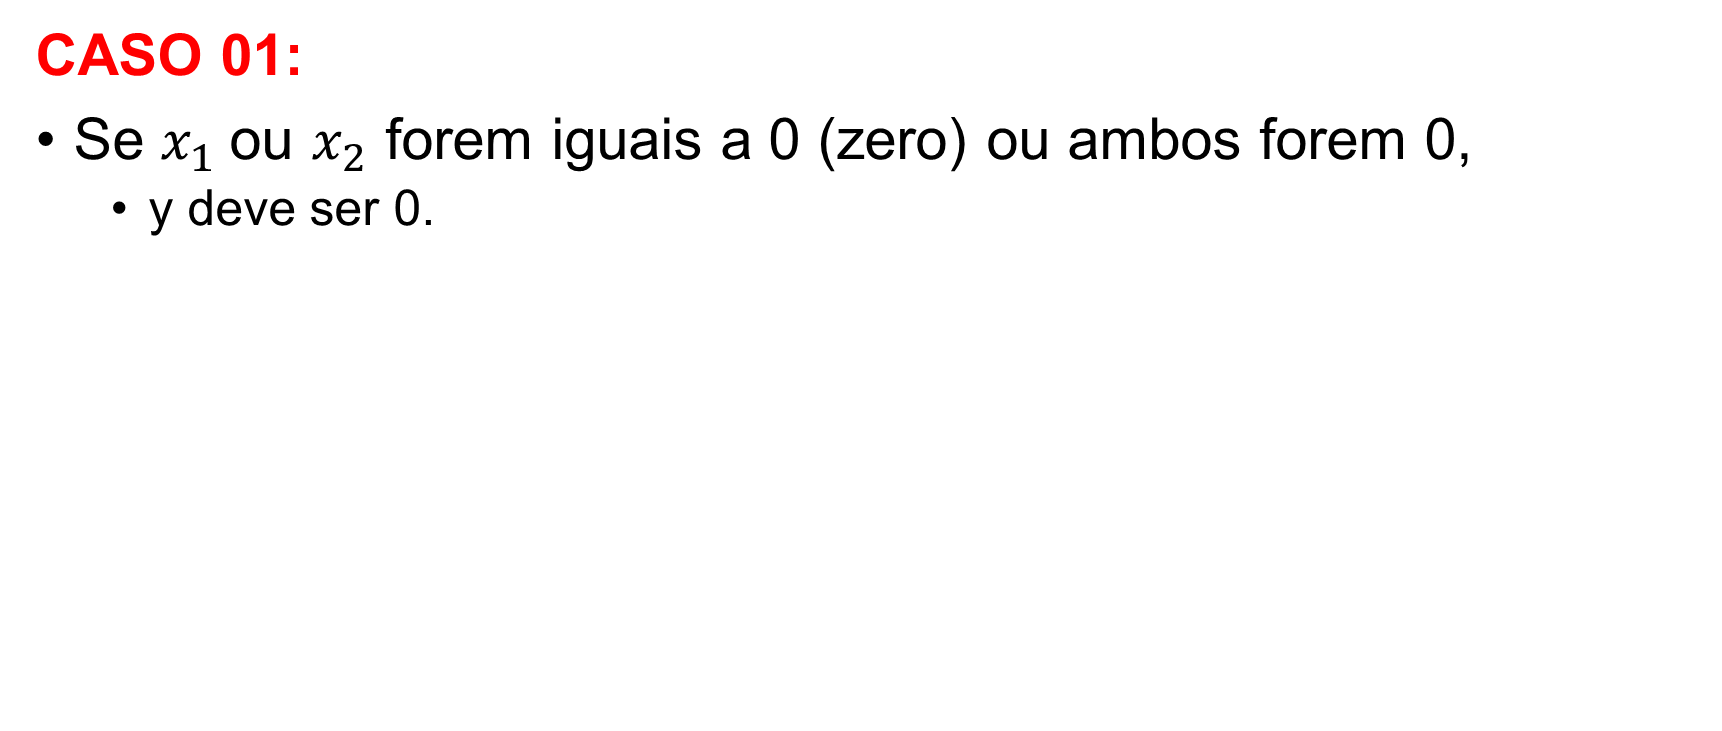 CASO 01:
• Se 𝑥₁ ou 𝑥₂ forem iguais a 0 (zero) ou ambos forem 0,
• y deve ser 0.